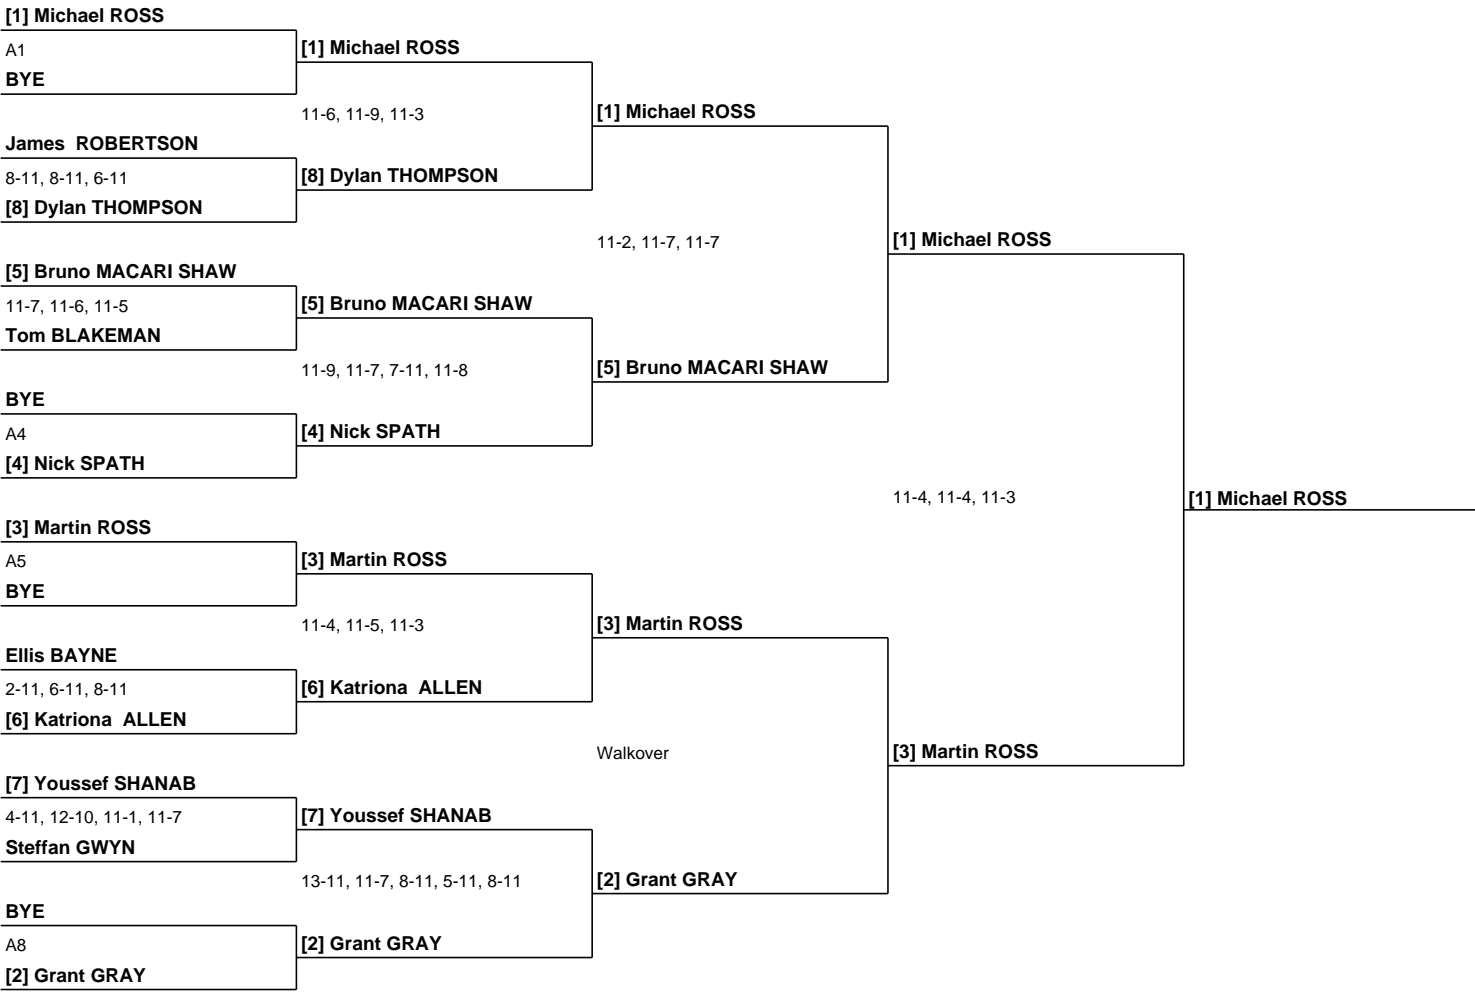 [1] Michael ROSS
A1
BYE
James  ROBERTSON
8-11, 8-11, 6-11
[8] Dylan THOMPSON
[5] Bruno MACARI SHAW
11-7, 11-6, 11-5
Tom BLAKEMAN
BYE
A4
[4] Nick SPATH
[3] Martin ROSS
A5
BYE
Ellis BAYNE
2-11, 6-11, 8-11
[6] Katriona  ALLEN
[7] Youssef SHANAB
4-11, 12-10, 11-1, 11-7
Steffan GWYN
BYE
A8
[2] Grant GRAY
[1] Michael ROSS
11-6, 11-9, 11-3
[8] Dylan THOMPSON
[5] Bruno MACARI SHAW
11-9, 11-7, 7-11, 11-8
[4] Nick SPATH
[3] Martin ROSS
11-4, 11-5, 11-3
[6] Katriona  ALLEN
[7] Youssef SHANAB
13-11, 11-7, 8-11, 5-11, 8-11
[2] Grant GRAY
[1] Michael ROSS
11-2, 11-7, 11-7
[5] Bruno MACARI SHAW
[3] Martin ROSS
Walkover
[2] Grant GRAY
[1] Michael ROSS
11-4, 11-4, 11-3
[3] Martin ROSS
[1] Michael ROSS